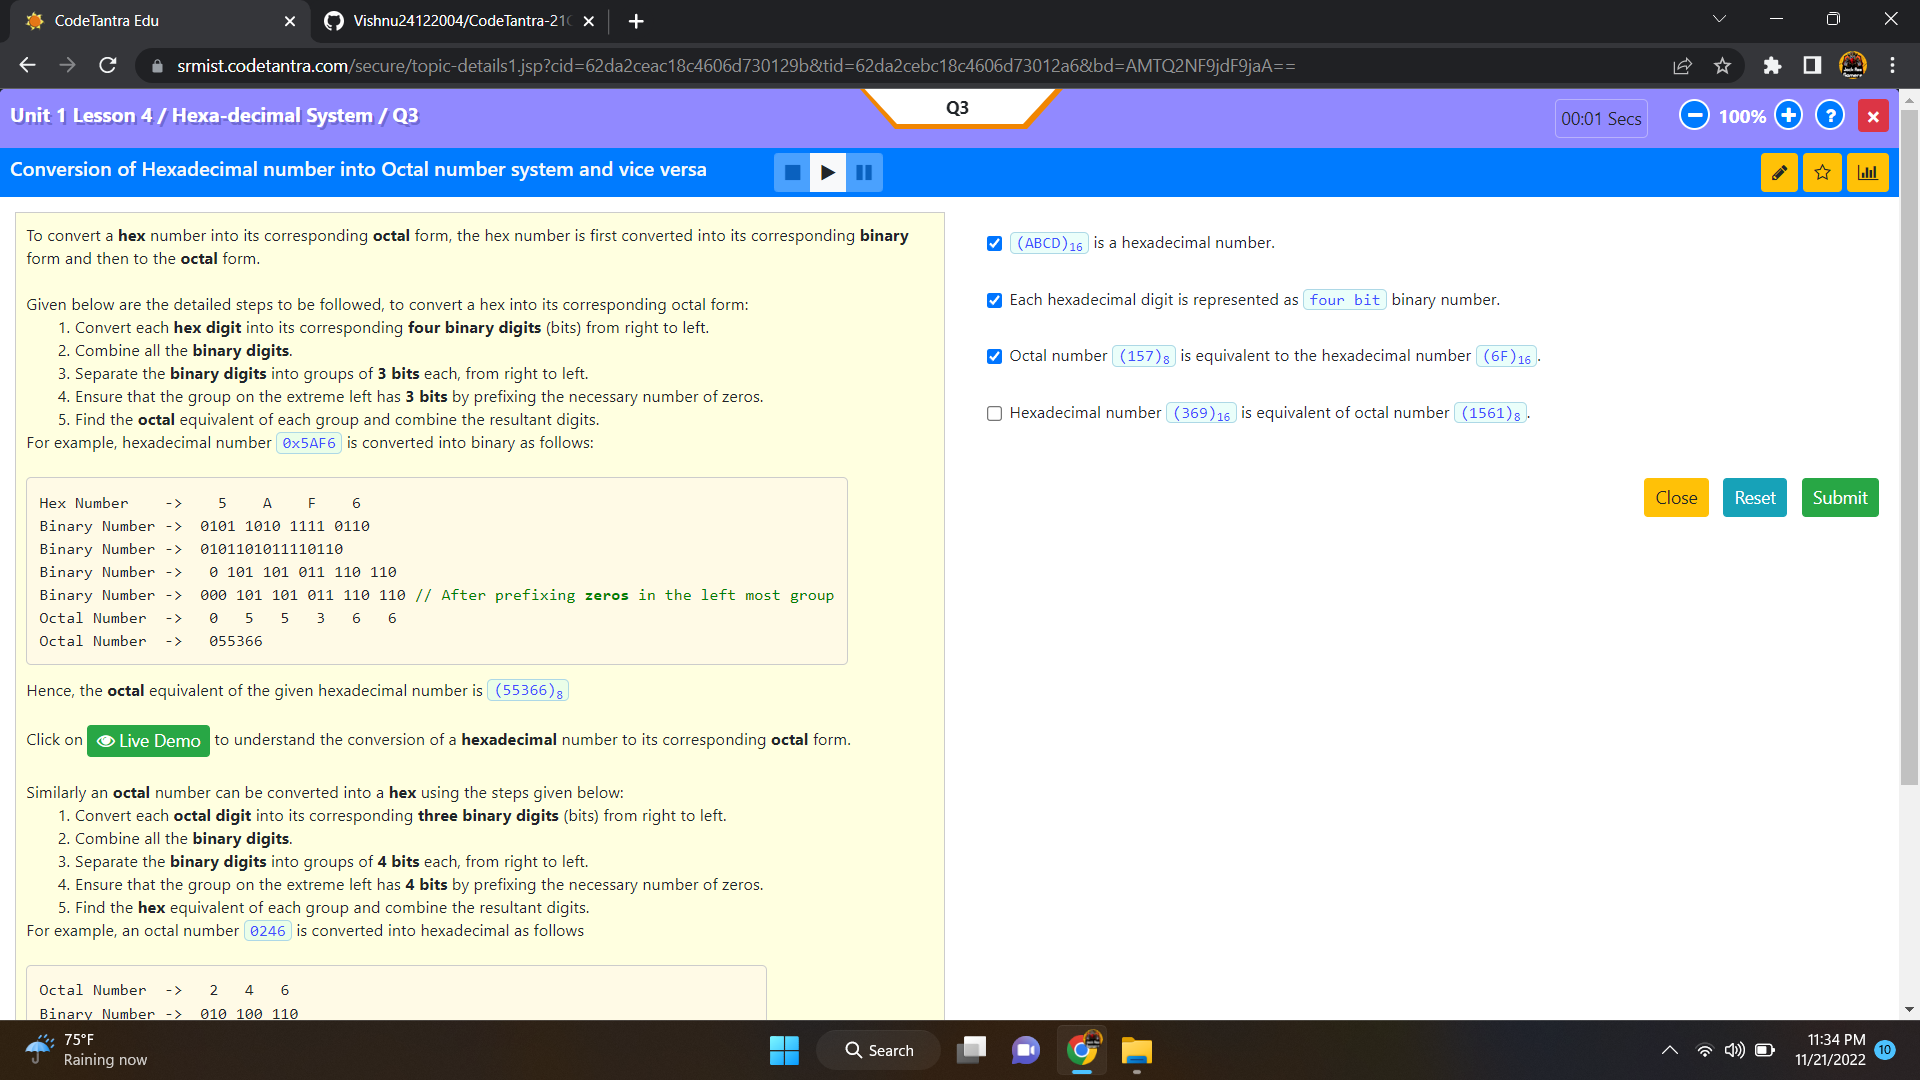 CodeTantra Edu
Vishnu24122004/CodeTantra-21C
srmist.codetantra.com/secure/topic-details1.jsp?cid=62da2ceac18c4606d730129b&tid=62da2cebc18c4606d73012a6&bd=AMTQ2NF9jdF9jaA==
Unit 1 Lesson 4 / Hexa-decimal System / Q3
Q3
00:01 Secs
100%
?
Conversion of Hexadecimal number into Octal number system and vice versa
To convert a hex number into its corresponding octal form, the hex number is first converted into its corresponding binary
form and then to the octal form.
Given below are the detailed steps to be followed, to convert a hex into its corresponding octal form:
1. Convert each hex digit into its corresponding four binary digits (bits) from right to left.
2. Combine all the binary digits.
3. Separate the binary digits into groups of 3 bits each, from right to left.
4. Ensure that the group on the extreme left has 3 bits by prefixing the necessary number of zeros.
5. Find the octal equivalent of each group and combine the resultant digits.
For example, hexadecimal number 0x5AF6 is converted into binary as follows:
Hex Number -> 5 A F 6
Binary Number -> 0101 1010 1111 0110
Binary Number -> 0101101011110110
Binary Number -> 0 101 101 011 110 110
Binary Number -> 000 101 101 011 110 110 // After prefixing zeros in the left most group
Octal Number -> 0 5 5 3 6 6
Octal Number -> 055366
Hence, the octal equivalent of the given hexadecimal number is (55366)8
Click on Live Demo to understand the conversion of a hexadecimal number to its corresponding octal form.
Similarly an octal number can be converted into a hex using the steps given below:
1. Convert each octal digit into its corresponding three binary digits (bits) from right to left.
2. Combine all the binary digits.
3. Separate the binary digits into groups of 4 bits each, from right to left.
4. Ensure that the group on the extreme left has 4 bits by prefixing the necessary number of zeros.
5. Find the hex equivalent of each group and combine the resultant digits.
For example, an octal number 0246 is converted into hexadecimal as follows
Octal Number -> 2 4 6
Binary Number -> 010 100 110
(ABCD)16 is a hexadecimal number.
Each hexadecimal digit is represented as four bit binary number.
Octal number (157)8 is equivalent to the hexadecimal number (6F)16.
Hexadecimal number (369)16 is equivalent of octal number (1561)8.
Close Reset Submit
75°F
Raining now
Search
11:34 PM
11/21/2022
10